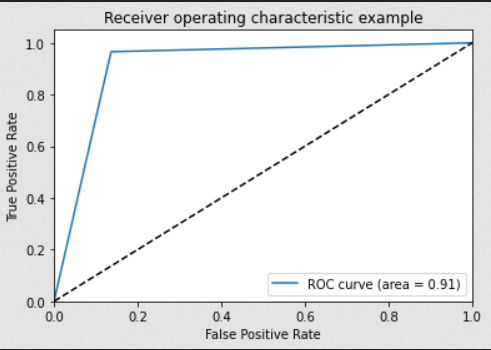 Receiver operating characteristic example
1.0
0.8
0.6
0.4
0.2
0.0
True Positive Rate
ROC curve (area = 0.91)
0.0 0.2 0.4 0.6 0.8 1.0
False Positive Rate